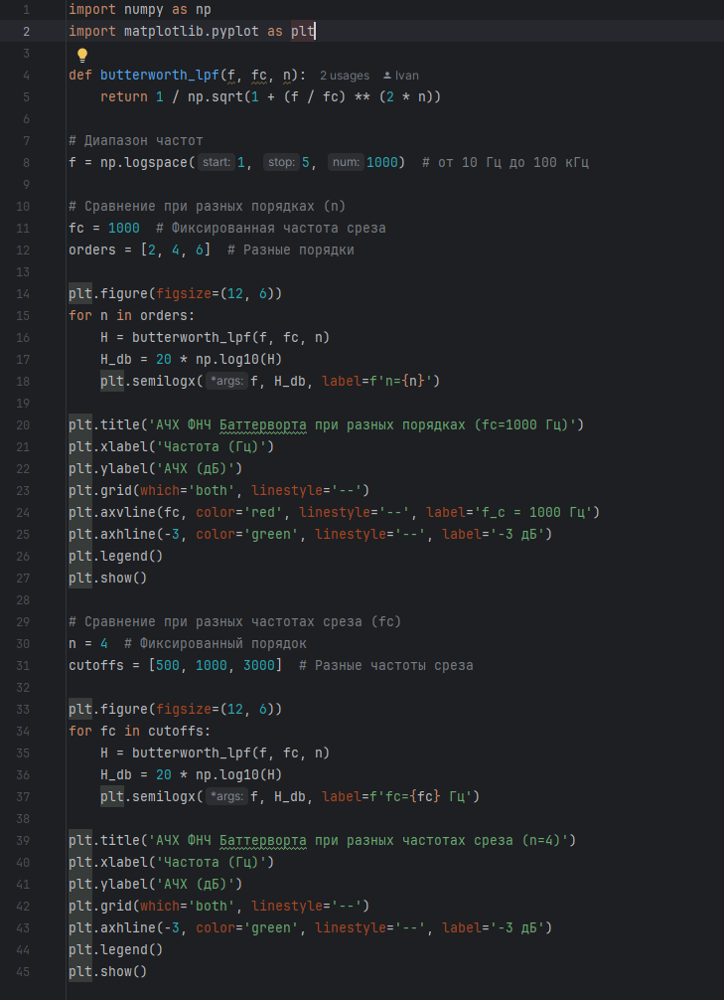 1 import numpy as np
2 import matplotlib.pyplot as plt
3
4 def butterworth_lpf(f, fc, n): 2 usages Ivan
5 return 1 / np.sqrt(1 + (f / fc) ** (2 * n))
6
7 # Диапазон частот
8 f = np.logspace( start: 1, stop: 5, num: 1000) # от 10 Гц до 100 кГц
9
10 # Сравнение при разных порядках (n)
11 fc = 1000 # Фиксированная частота среза
12 orders = [2, 4, 6] # Разные порядки
13
14 plt.figure(figsize=(12, 6))
15 for n in orders:
16 H = butterworth_lpf(f, fc, n)
17 H_db = 20 * np.log10(H)
18 plt.semilogx( *args: f, H_db, label=f'n={n}')
19
20 plt.title('АЧХ ФНЧ Баттерворта при разных порядках (fc=1000 Гц)')
21 plt.xlabel('Частота (Гц)')
22 plt.ylabel('АЧХ (дБ)')
23 plt.grid(which='both', linestyle='--')
24 plt.axvline(fc, color='red', linestyle='--', label='f_c = 1000 Гц')
25 plt.axhline(-3, color='green', linestyle='--', label='-3 дБ')
26 plt.legend()
27 plt.show()
28
29 # Сравнение при разных частотах среза (fc)
30 n = 4 # Фиксированный порядок
31 cutoffs = [500, 1000, 3000] # Разные частоты среза
32
33 plt.figure(figsize=(12, 6))
34 for fc in cutoffs:
35 H = butterworth_lpf(f, fc, n)
36 H_db = 20 * np.log10(H)
37 plt.semilogx( *args: f, H_db, label=f'fc={fc} Гц')
38
39 plt.title('АЧХ ФНЧ Баттерворта при разных частотах среза (n=4)')
40 plt.xlabel('Частота (Гц)')
41 plt.ylabel('АЧХ (дБ)')
42 plt.grid(which='both', linestyle='--')
43 plt.axhline(-3, color='green', linestyle='--', label='-3 дБ')
44 plt.legend()
45 plt.show()